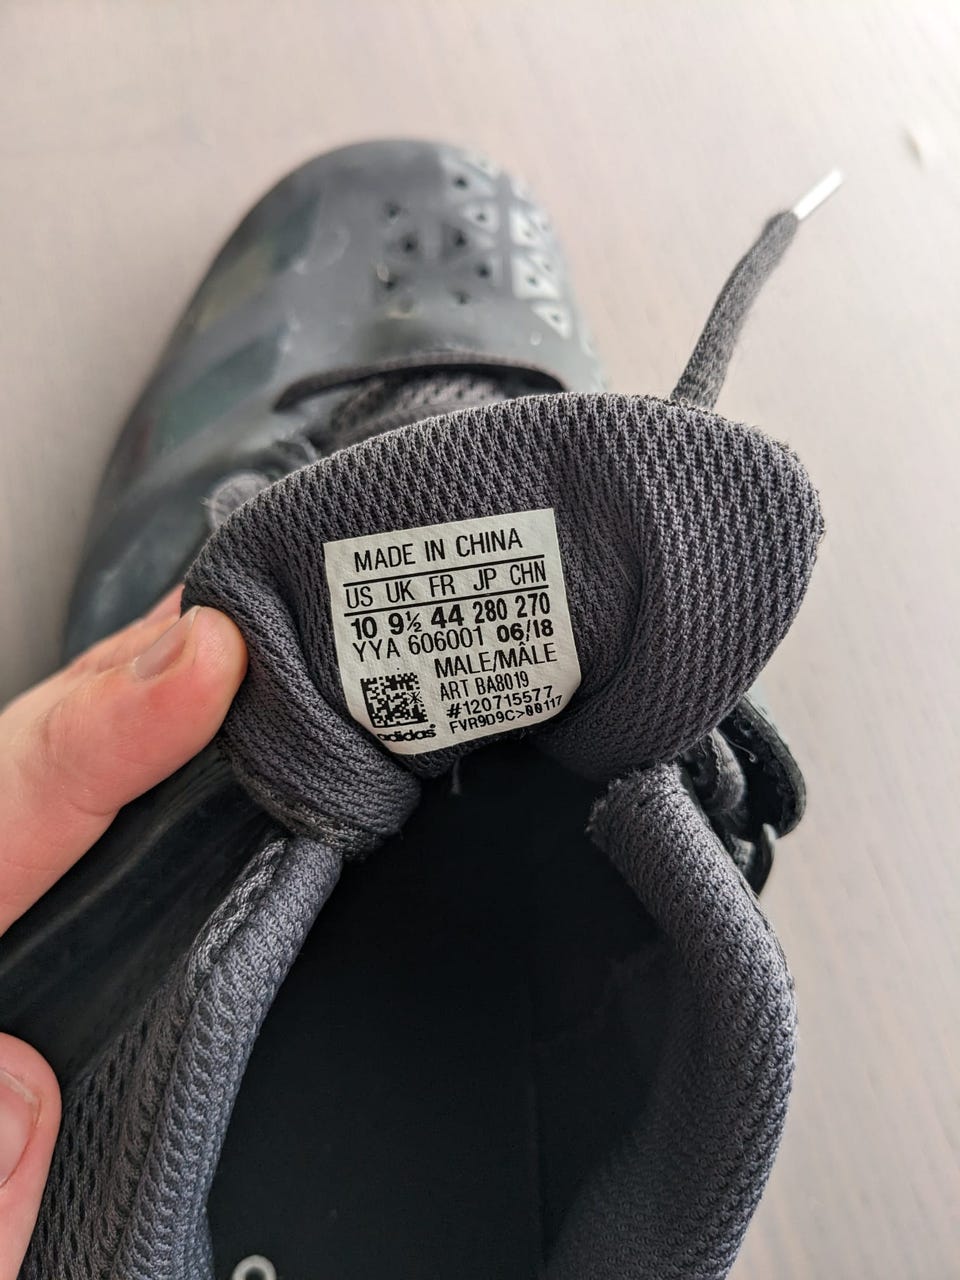 MADE IN CHINA
US UK FR JP CHN
10 9½ 44 280 270
YYA 606001 06/18
MALE/MÂLE
ART BA8019
#120715577
FVR9D9C>00117
adidas